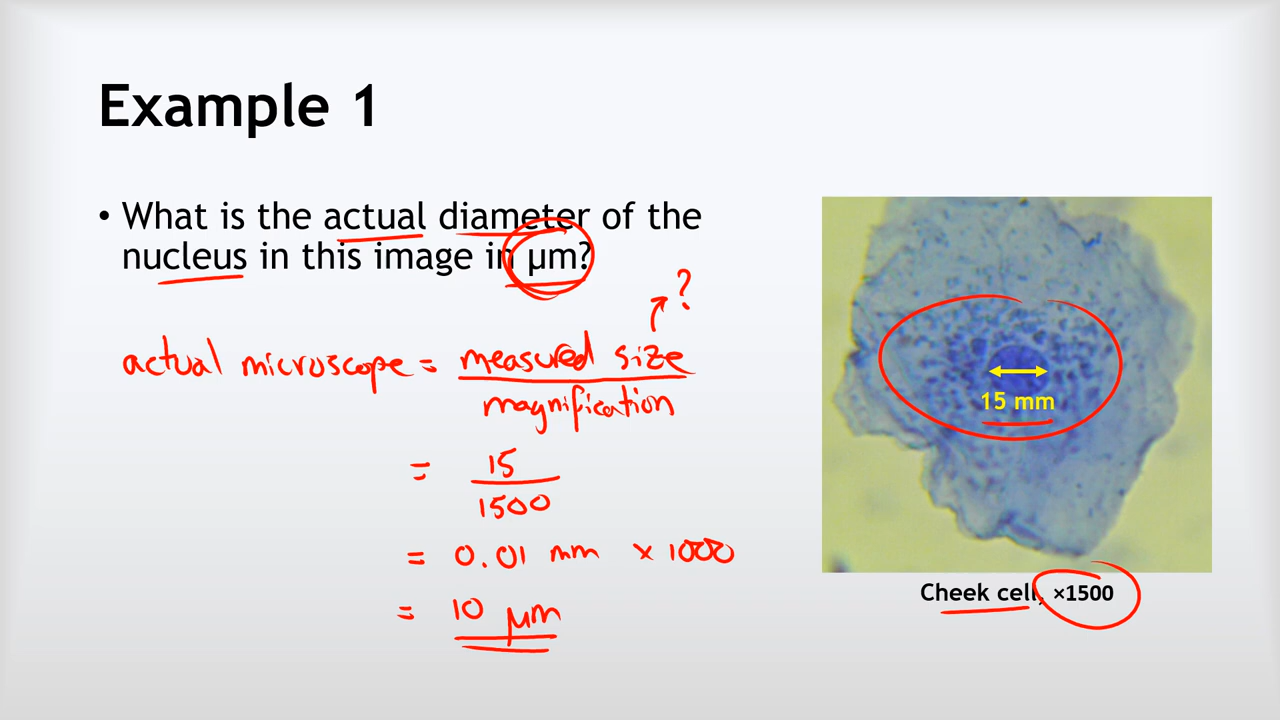 Example 1
• What is the actual diameter of the
nucleus in this image in µm?
?
actual microscope = measured size
magnification
= 15
1500
= 0.01 mm × 1000
= 10 µm
15 mm
Cheek cell, ×1500